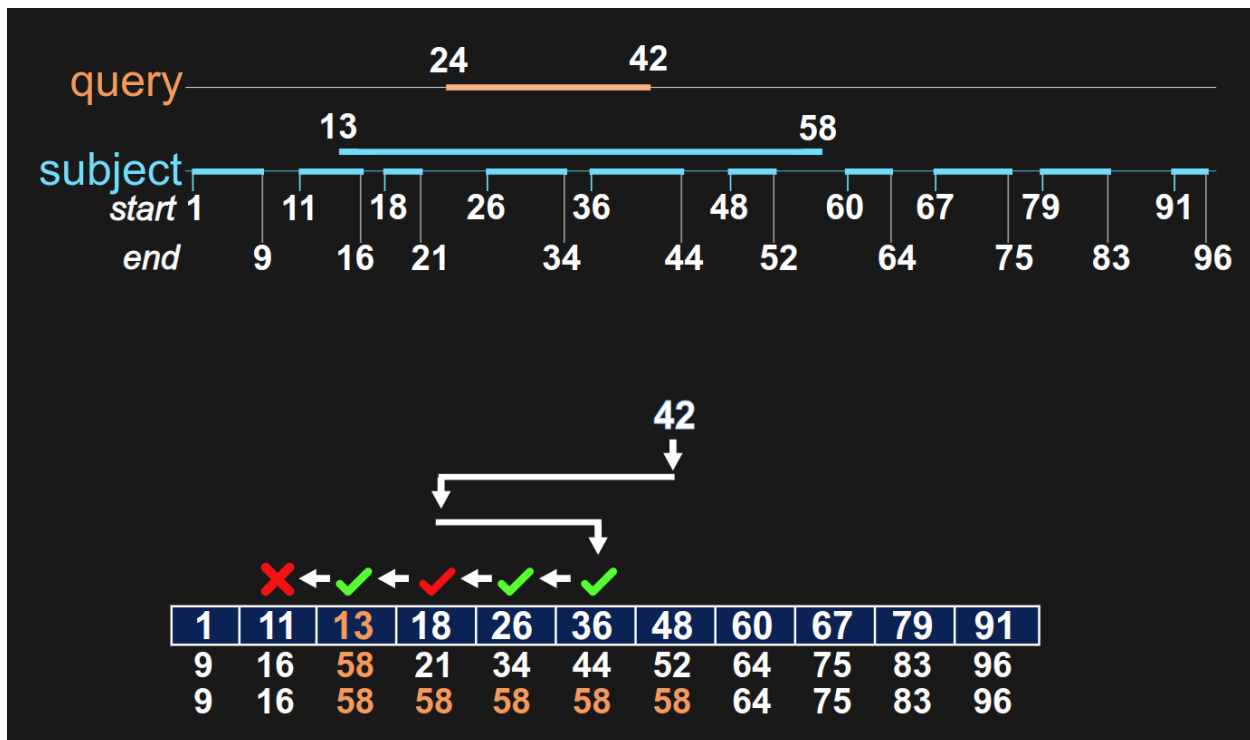 24 42
query
13 58
subject
start 1 11 18 26 36 48 60 67 79 91
end 9 16 21 34 44 52 64 75 83 96
42
1 11 13 18 26 36 48 60 67 79 91
9 16 58 21 34 44 52 64 75 83 96
9 16 58 58 58 58 58 64 75 83 96